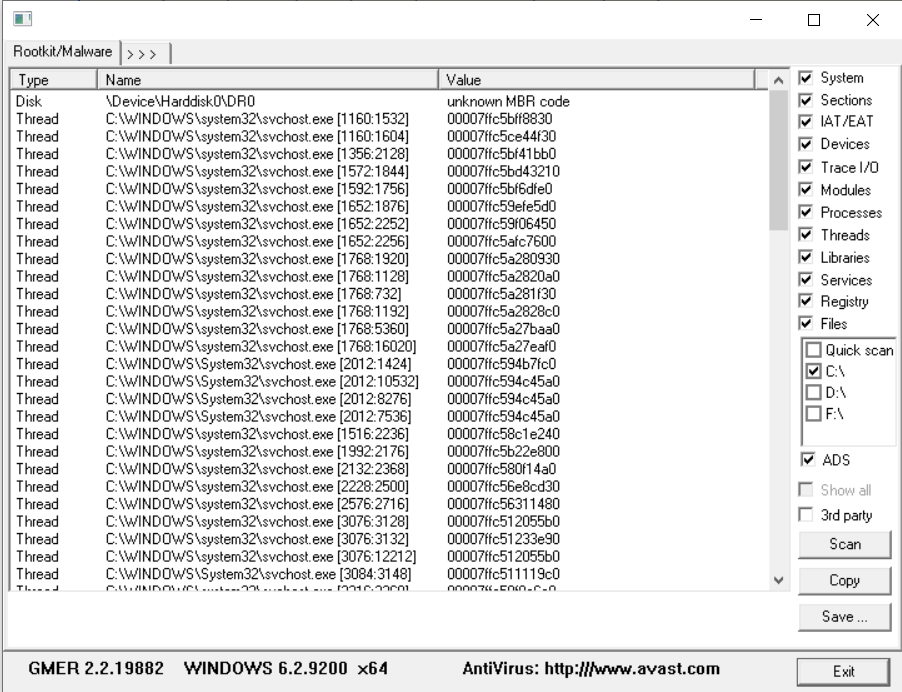 Rootkit/Malware > > >
Type Name Value
Disk \Device\Harddisk0\DR0 unknown MBR code
Thread C:\WINDOWS\system32\svchost.exe [1160:1532] 00007ffc5bff8830
Thread C:\WINDOWS\system32\svchost.exe [1160:1604] 00007ffc5ce44f30
Thread C:\WINDOWS\system32\svchost.exe [1356:2128] 00007ffc5bf41bb0
Thread C:\WINDOWS\system32\svchost.exe [1572:1844] 00007ffc5bd43210
Thread C:\WINDOWS\system32\svchost.exe [1592:1756] 00007ffc5bf6dfe0
Thread C:\WINDOWS\system32\svchost.exe [1652:1876] 00007ffc59efe5d0
Thread C:\WINDOWS\system32\svchost.exe [1652:2252] 00007ffc59f06450
Thread C:\WINDOWS\system32\svchost.exe [1652:2256] 00007ffc5afc7600
Thread C:\WINDOWS\system32\svchost.exe [1768:1920] 00007ffc5a280930
Thread C:\WINDOWS\system32\svchost.exe [1768:1128] 00007ffc5a2820a0
Thread C:\WINDOWS\system32\svchost.exe [1768:732] 00007ffc5a281f30
Thread C:\WINDOWS\system32\svchost.exe [1768:1192] 00007ffc5a2828c0
Thread C:\WINDOWS\system32\svchost.exe [1768:5360] 00007ffc5a27baa0
Thread C:\WINDOWS\system32\svchost.exe [1768:16020] 00007ffc5a27eaf0
Thread C:\WINDOWS\System32\svchost.exe [2012:1424] 00007ffc594b7fc0
Thread C:\WINDOWS\System32\svchost.exe [2012:10532] 00007ffc594c45a0
Thread C:\WINDOWS\System32\svchost.exe [2012:8276] 00007ffc594c45a0
Thread C:\WINDOWS\System32\svchost.exe [2012:7536] 00007ffc594c45a0
Thread C:\WINDOWS\system32\svchost.exe [1516:2236] 00007ffc58c1e240
Thread C:\WINDOWS\system32\svchost.exe [1992:2176] 00007ffc5b22e800
Thread C:\WINDOWS\system32\svchost.exe [2132:2368] 00007ffc580f14a0
Thread C:\WINDOWS\system32\svchost.exe [2228:2500] 00007ffc56e8cd30
Thread C:\WINDOWS\system32\svchost.exe [2576:2716] 00007ffc56311480
Thread C:\WINDOWS\system32\svchost.exe [3076:3128] 00007ffc512055b0
Thread C:\WINDOWS\system32\svchost.exe [3076:3132] 00007ffc51233e90
Thread C:\WINDOWS\system32\svchost.exe [3076:12212] 00007ffc512055b0
Thread C:\WINDOWS\System32\svchost.exe [3084:3148] 00007ffc511119c0
System
Sections
IAT/EAT
Devices
Trace I/O
Modules
Processes
Threads
Libraries
Services
Registry
Files
Quick scan
C:\
D:\
F:\
ADS
Show all
3rd party
Scan
Copy
Save ...
GMER 2.2.19882 WINDOWS 6.2.9200 x64 AntiVirus: http:///www.avast.com Exit